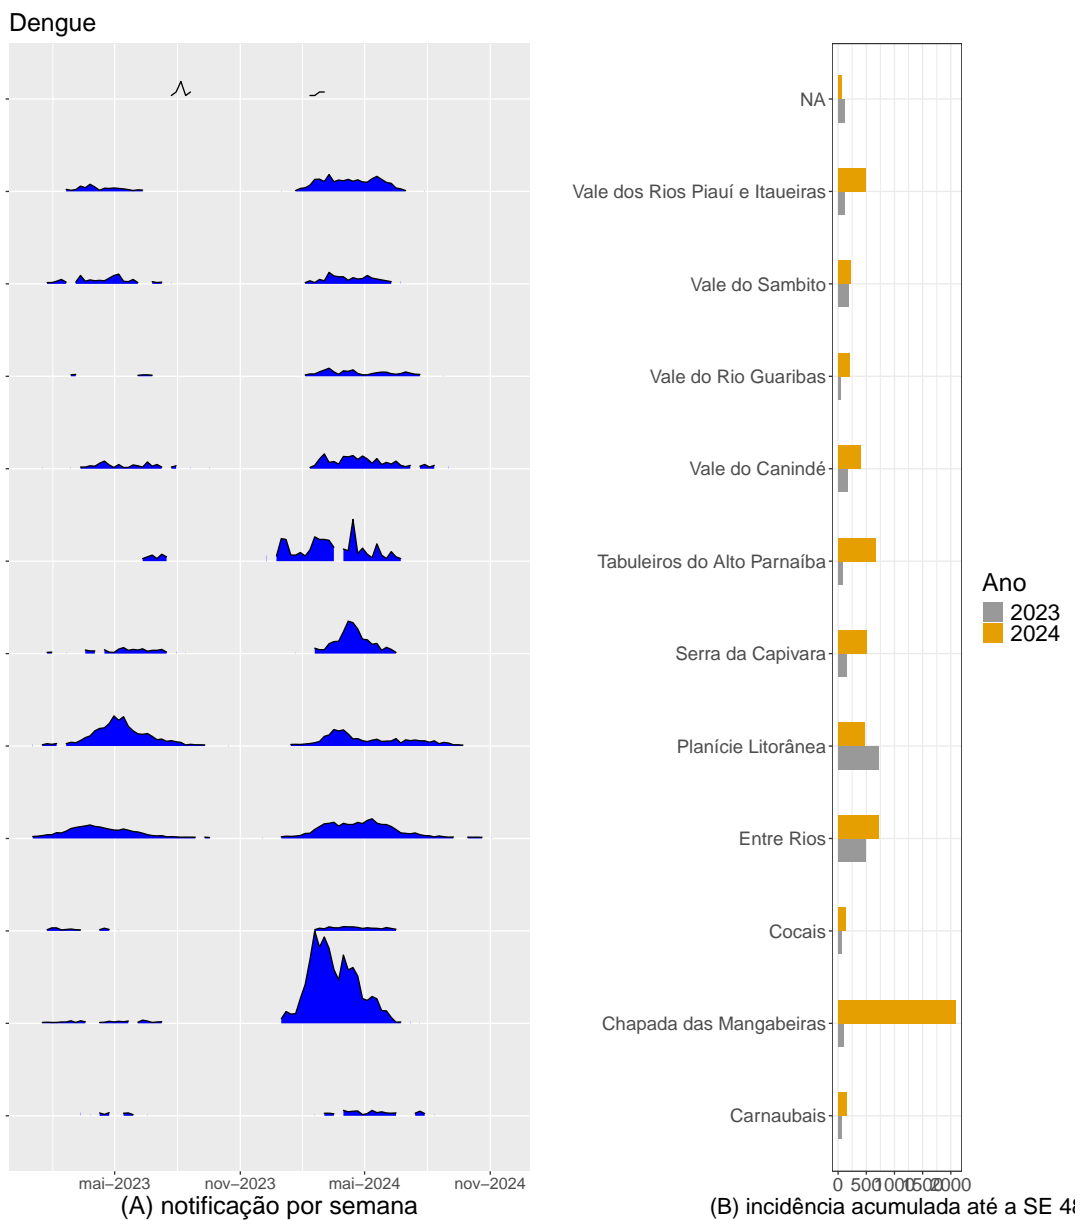 Dengue
NA
Vale dos Rios Piauí e Itaueiras
Vale do Sambito
Vale do Rio Guaribas
Vale do Canindé
Tabuleiros do Alto Parnaíba
Serra da Capivara
Planície Litorânea
Entre Rios
Cocais
Chapada das Mangabeiras
Carnaubais
Ano
2023
2024
mai−2023 nov−2023 mai−2024 nov−2024
0 500 1000 1500 2000
(A) notificação por semana
(B) incidência acumulada até a SE 48